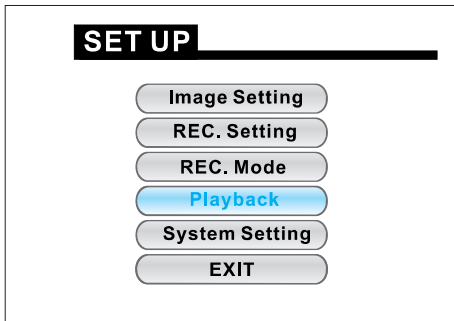 SET UP
Image Setting
REC. Setting
REC. Mode
Playback
System Setting
EXIT